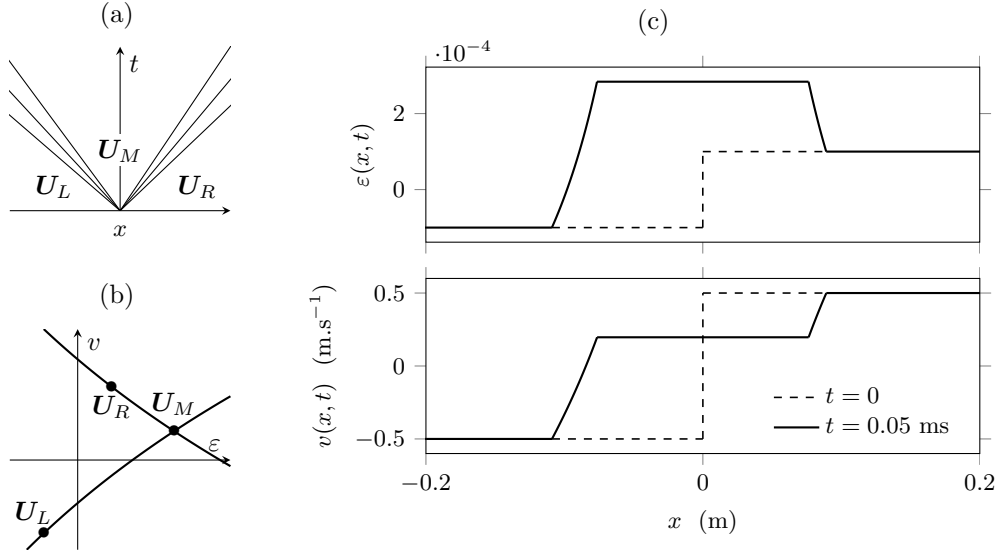 (a)
t
U_M
U_L
U_R
x
(b)
v
U_R
U_M
ε
U_L
(c)
·10^−4
2
0
ε(x, t)
0.5
0
−0.5
v(x, t) (m.s^−1)
t = 0
t = 0.05 ms
−0.2
0
0.2
x (m)